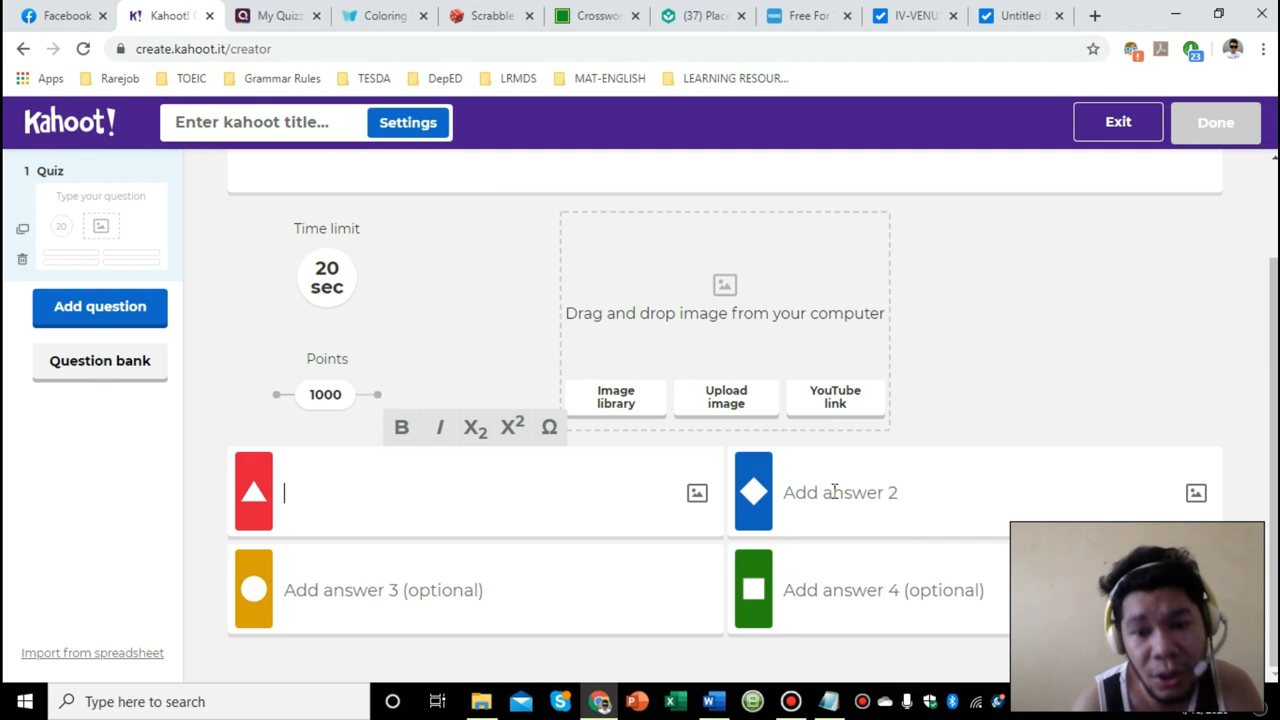 Facebook
Kahoot! C
My Quizz
Coloring
Scrabble
Crosswor
(37) Place
Free For
IV-VENU
Untitled S
create.kahoot.it/creator
23
Apps
Rarejob
TOEIC
Grammar Rules
TESDA
DepED
LRMDS
MAT-ENGLISH
LEARNING RESOUR...
Kahoot!
Enter kahoot title...
Settings
Exit
Done
1 Quiz
Type your question
20
Add question
Question bank
Import from spreadsheet
Time limit
20
sec
Points
1000
Drag and drop image from your computer
Image
library
Upload
image
YouTube
link
B I X₂ X² Ω
Add answer 2
Add answer 3 (optional)
Add answer 4 (optional)
Type here to search